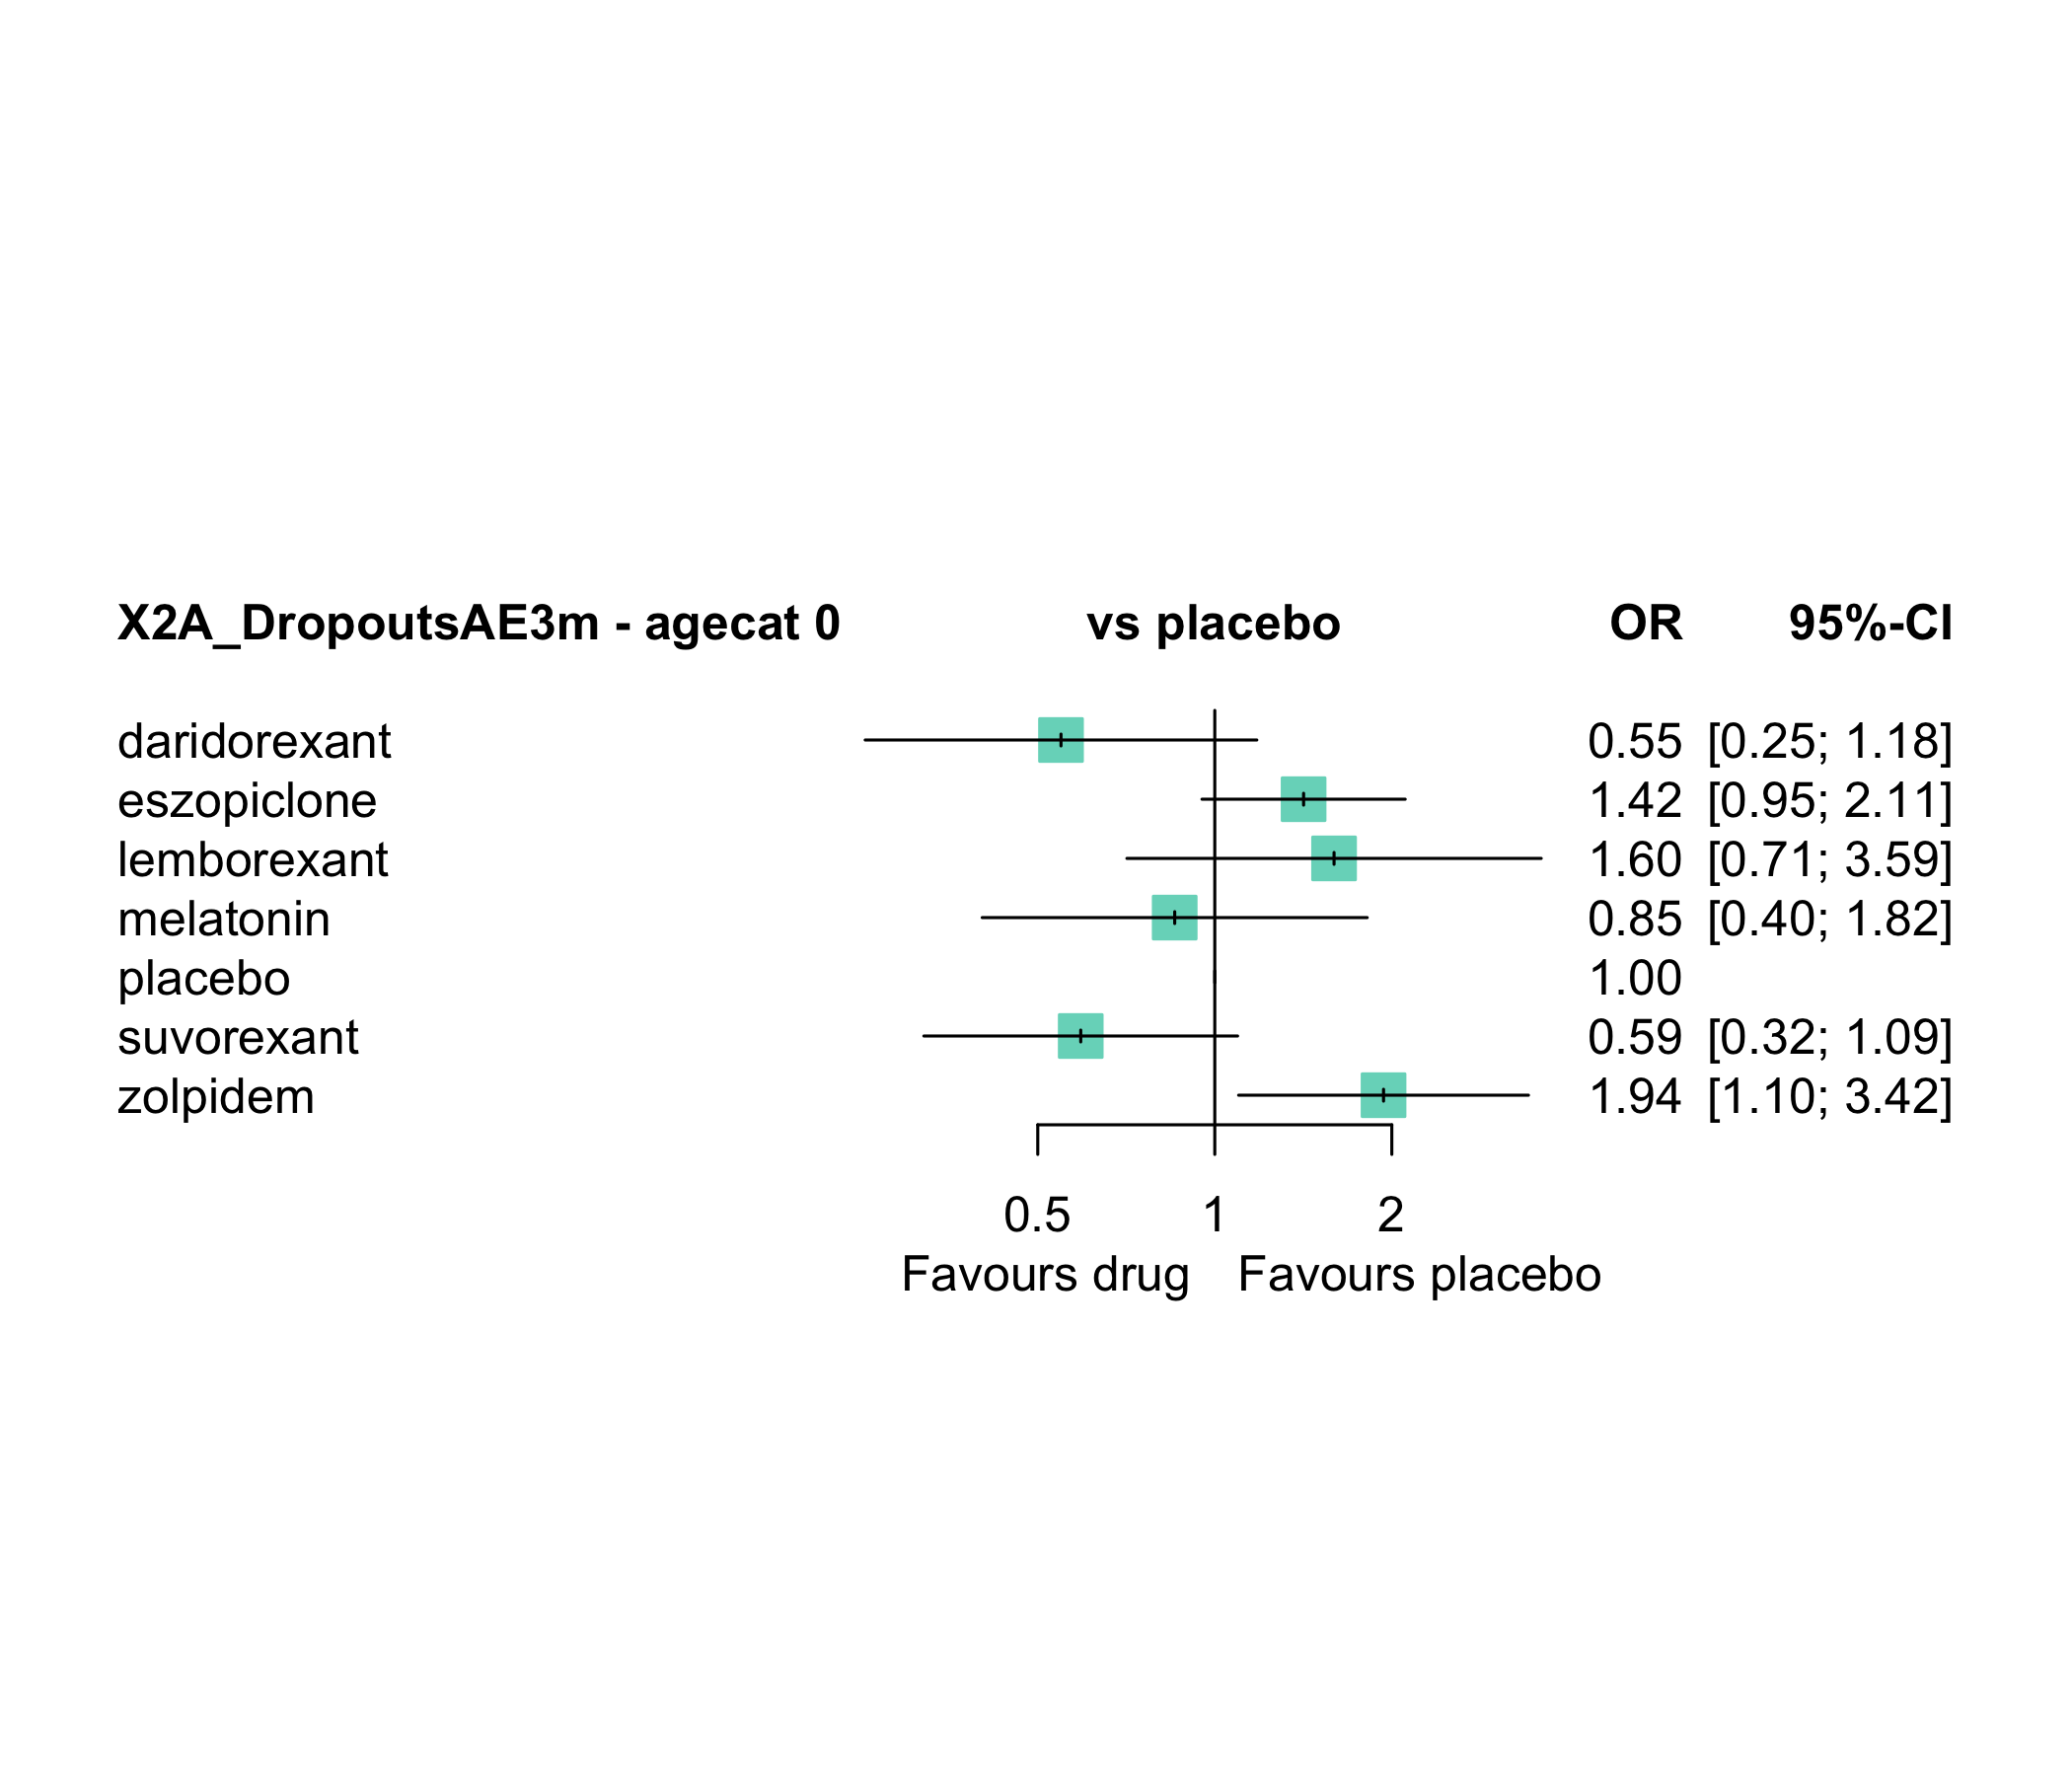 X2A_DropoutsAE3m - agecat 0 vs placebo OR 95%-CI
daridorexant 0.55 [0.25; 1.18]
eszopiclone 1.42 [0.95; 2.11]
lemborexant 1.60 [0.71; 3.59]
melatonin 0.85 [0.40; 1.82]
placebo 1.00
suvorexant 0.59 [0.32; 1.09]
zolpidem 1.94 [1.10; 3.42]
0.5 1 2
Favours drug Favours placebo